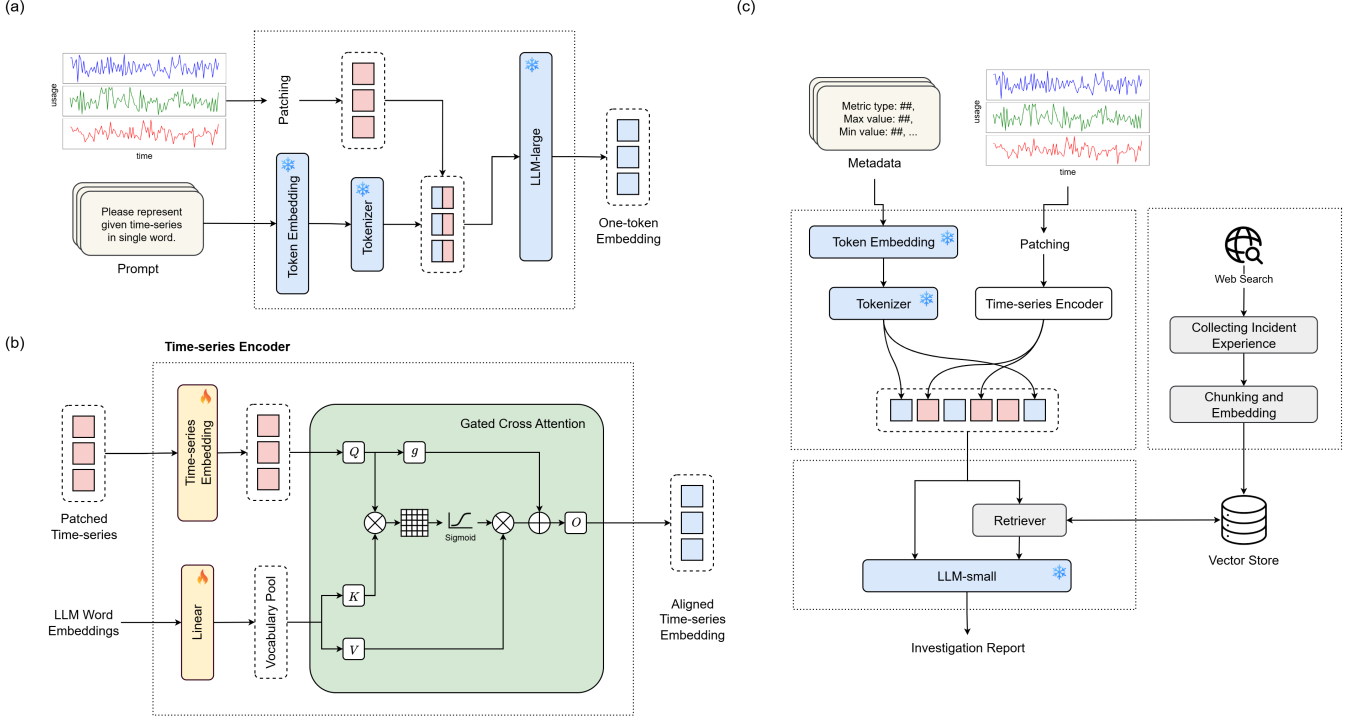 (a)
usage
time
Patching
Please represent
given time-series
in single word.
Prompt
Token Embedding
Tokenizer
LLM-large
One-token
Embedding
(b)
Time-series Encoder
Patched
Time-series
Time-series
Embedding
LLM Word
Embeddings
Linear
Vocabulary Pool
Gated Cross Attention
Q
g
Sigmoid
O
K
V
Aligned
Time-series
Embedding
(c)
Metric type: ##,
Max value: ##,
Min value: ##, ...
Metadata
usage
time
Token Embedding
Patching
Tokenizer
Time-series Encoder
Web Search
Collecting Incident
Experience
Chunking and
Embedding
Retriever
Vector Store
LLM-small
Investigation Report